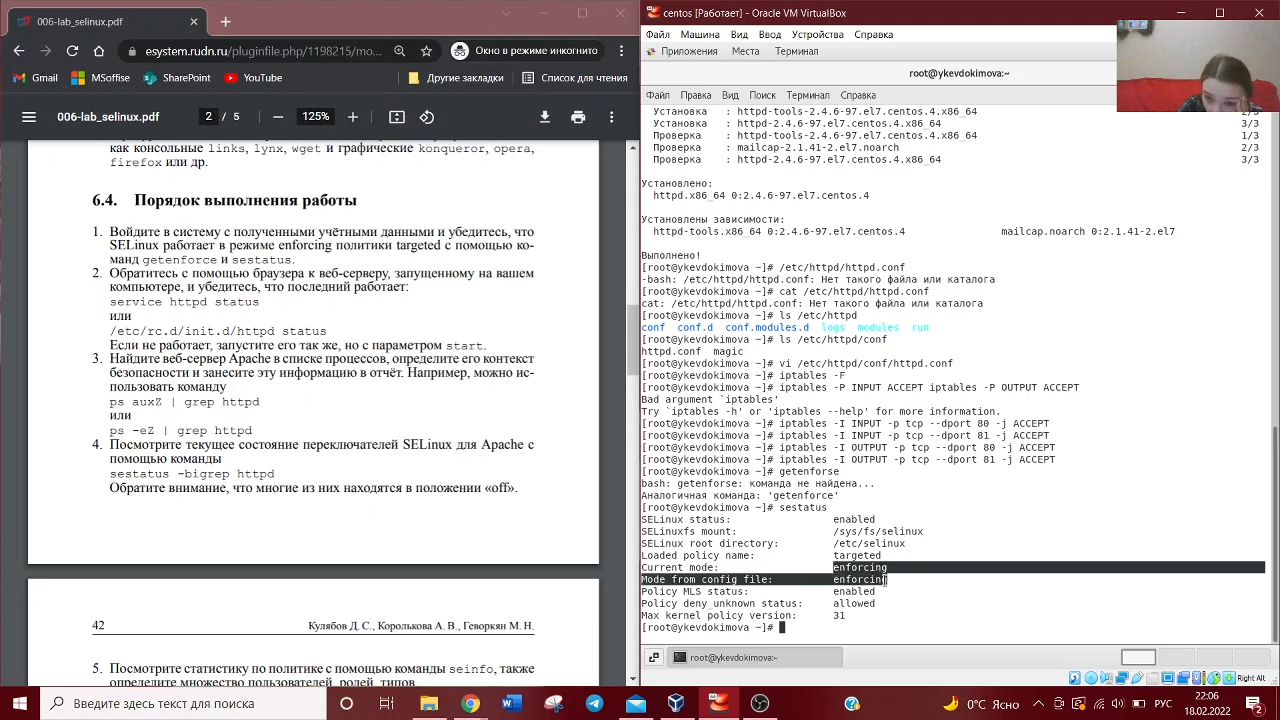 006-lab_selinux.pdf
esystem.rudn.ru/pluginfile.php/1198215/mo...
Окно в режиме инкогнито
Gmail
MSoffise
SharePoint
YouTube
Другие закладки
Список для чтения
006-lab_selinux.pdf
2 / 5
125%
как консольные links, lynx, wget и графические konqueror, opera,
firefox или др.
6.4. Порядок выполнения работы
1. Войдите в систему с полученными учётными данными и убедитесь, что
SELinux работает в режиме enforcing политики targeted с помощью ко-
манд getenforce и sestatus.
2. Обратитесь с помощью браузера к веб-серверу, запущенному на вашем
компьютере, и убедитесь, что последний работает:
service httpd status
или
/etc/rc.d/init.d/httpd status
Если не работает, запустите его так же, но с параметром start.
3. Найдите веб-сервер Apache в списке процессов, определите его контекст
безопасности и занесите эту информацию в отчёт. Например, можно ис-
пользовать команду
ps auxZ | grep httpd
или
ps -eZ | grep httpd
4. Посмотрите текущее состояние переключателей SELinux для Apache с
помощью команды
sestatus -bigrep httpd
Обратите внимание, что многие из них находятся в положении «off».
42
Кулябов Д. С., Королькова А. В., Геворкян М. Н.
5. Посмотрите статистику по политике с помощью команды seinfo, также
определите множество пользователей, ролей, типов.
centos [Работает] - Oracle VM VirtualBox
Файл Машина Вид Ввод Устройства Справка
Приложения Места Терминал
root@ykevdokimova:~
Файл Правка Вид Поиск Терминал Справка
Установка : httpd-tools-2.4.6-97.el7.centos.4.x86_64 2/3
Установка : httpd-2.4.6-97.el7.centos.4.x86_64 3/3
Проверка : httpd-tools-2.4.6-97.el7.centos.4.x86_64 1/3
Проверка : mailcap-2.1.41-2.el7.noarch 2/3
Проверка : httpd-2.4.6-97.el7.centos.4.x86_64 3/3
Установлено:
httpd.x86_64 0:2.4.6-97.el7.centos.4
Установлены зависимости:
httpd-tools.x86_64 0:2.4.6-97.el7.centos.4 mailcap.noarch 0:2.1.41-2.el7
Выполнено!
[root@ykevdokimova ~]# /etc/httpd/httpd.conf
-bash: /etc/httpd/httpd.conf: Нет такого файла или каталога
[root@ykevdokimova ~]# cat /etc/httpd/httpd.conf
cat: /etc/httpd/httpd.conf: Нет такого файла или каталога
[root@ykevdokimova ~]# ls /etc/httpd
conf conf.d conf.modules.d logs modules run
[root@ykevdokimova ~]# ls /etc/httpd/conf
httpd.conf magic
[root@ykevdokimova ~]# vi /etc/httpd/conf/httpd.conf
[root@ykevdokimova ~]# iptables -F
[root@ykevdokimova ~]# iptables -P INPUT ACCEPT iptables -P OUTPUT ACCEPT
Bad argument `iptables'
Try `iptables -h' or 'iptables --help' for more information.
[root@ykevdokimova ~]# iptables -I INPUT -p tcp --dport 80 -j ACCEPT
[root@ykevdokimova ~]# iptables -I INPUT -p tcp --dport 81 -j ACCEPT
[root@ykevdokimova ~]# iptables -I OUTPUT -p tcp --dport 80 -j ACCEPT
[root@ykevdokimova ~]# iptables -I OUTPUT -p tcp --dport 81 -j ACCEPT
[root@ykevdokimova ~]# getenforse
bash: getenforse: команда не найдена...
Аналогичная команда: 'getenforce'
[root@ykevdokimova ~]# sestatus
SELinux status: enabled
SELinuxfs mount: /sys/fs/selinux
SELinux root directory: /etc/selinux
Loaded policy name: targeted
Current mode: enforcing
Mode from config file: enforcing
Policy MLS status: enabled
Policy deny_unknown status: allowed
Max kernel policy version: 31
[root@ykevdokimova ~]#
root@ykevdokimova:~
Right Alt
Введите здесь текст для поиска
0°C Ясно
РУС
22:06
18.02.2022
2